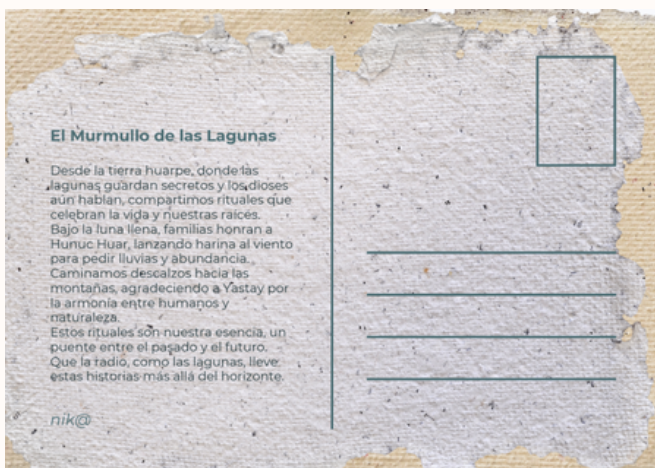 El Murmullo de las Lagunas
Desde la tierra huarpe, donde las
lagunas guardan secretos y los dioses
aún hablan, compartimos rituales que
celebran la vida y nuestras raíces.
Bajo la luna llena, familias honran a
Hunuc Huar, lanzando harina al viento
para pedir lluvias y abundancia.
Caminamos descalzos hacia las
montañas, agradeciendo a Yastay por
la armonía entre humanos y
naturaleza.
Estos rituales son nuestra esencia, un
puente entre el pasado y el futuro.
Que la radio, como las lagunas, lleve
estas historias más allá del horizonte.
nik@